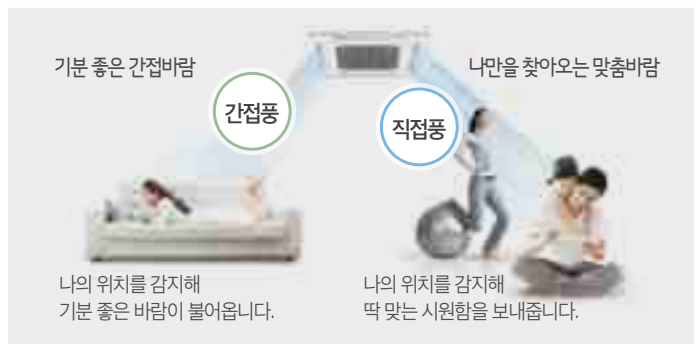 기분 좋은 간접바람
간접풍
나의 위치를 감지해
기분 좋은 바람이 불어옵니다.
나만을 찾아오는 맞춤바람
직접풍
나의 위치를 감지해
딱 맞는 시원함을 보내줍니다.